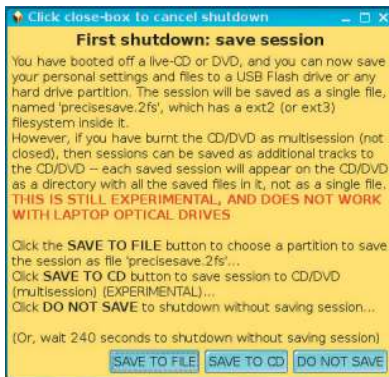 Click close-box to cancel shutdown
First shutdown: save session
You have booted off a live-CD or DVD, and you can now save
your personal settings and files to a USB Flash drive or any
hard drive partition. The session will be saved as a single file,
named 'precisesave.2fs', which has a ext2 (or ext3)
filesystem inside it.
However, if you have burnt the CD/DVD as multisession (not
closed), then sessions can be saved as additional tracks to
the CD/DVD -- each saved session will appear on the CD/DVD
as a directory with all the saved files in it, not as a single file.
THIS IS STILL EXPERIMENTAL, AND DOES NOT WORK
WITH LAPTOP OPTICAL DRIVES
Click the SAVE TO FILE button to choose a partition to save
the session as file 'precisesave.2fs'...
Click SAVE TO CD button to save session to CD/DVD
(multisession) (EXPERIMENTAL)...
Click DO NOT SAVE to shutdown without saving session...
(Or, wait 240 seconds to shutdown without saving session)
SAVE TO FILE SAVE TO CD DO NOT SAVE